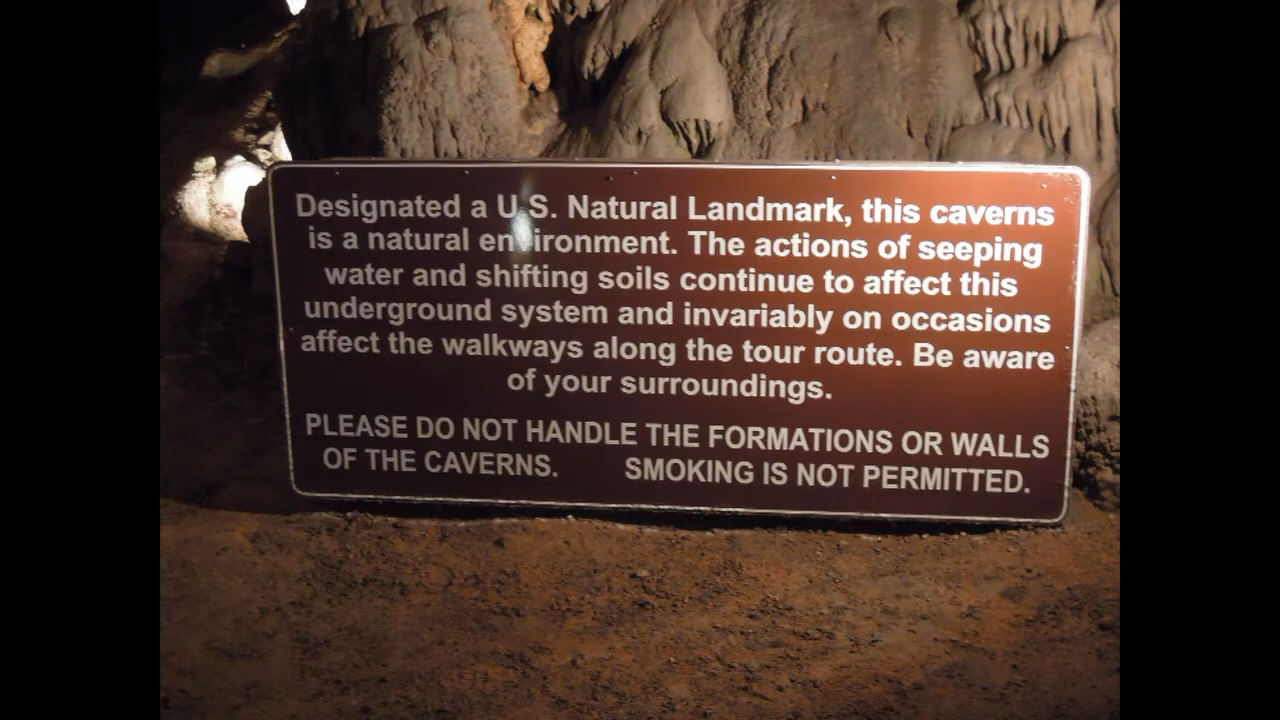 Designated a U.S. Natural Landmark, this caverns
is a natural environment. The actions of seeping
water and shifting soils continue to affect this
underground system and invariably on occasions
affect the walkways along the tour route. Be aware
of your surroundings.
PLEASE DO NOT HANDLE THE FORMATIONS OR WALLS
OF THE CAVERNS. SMOKING IS NOT PERMITTED.